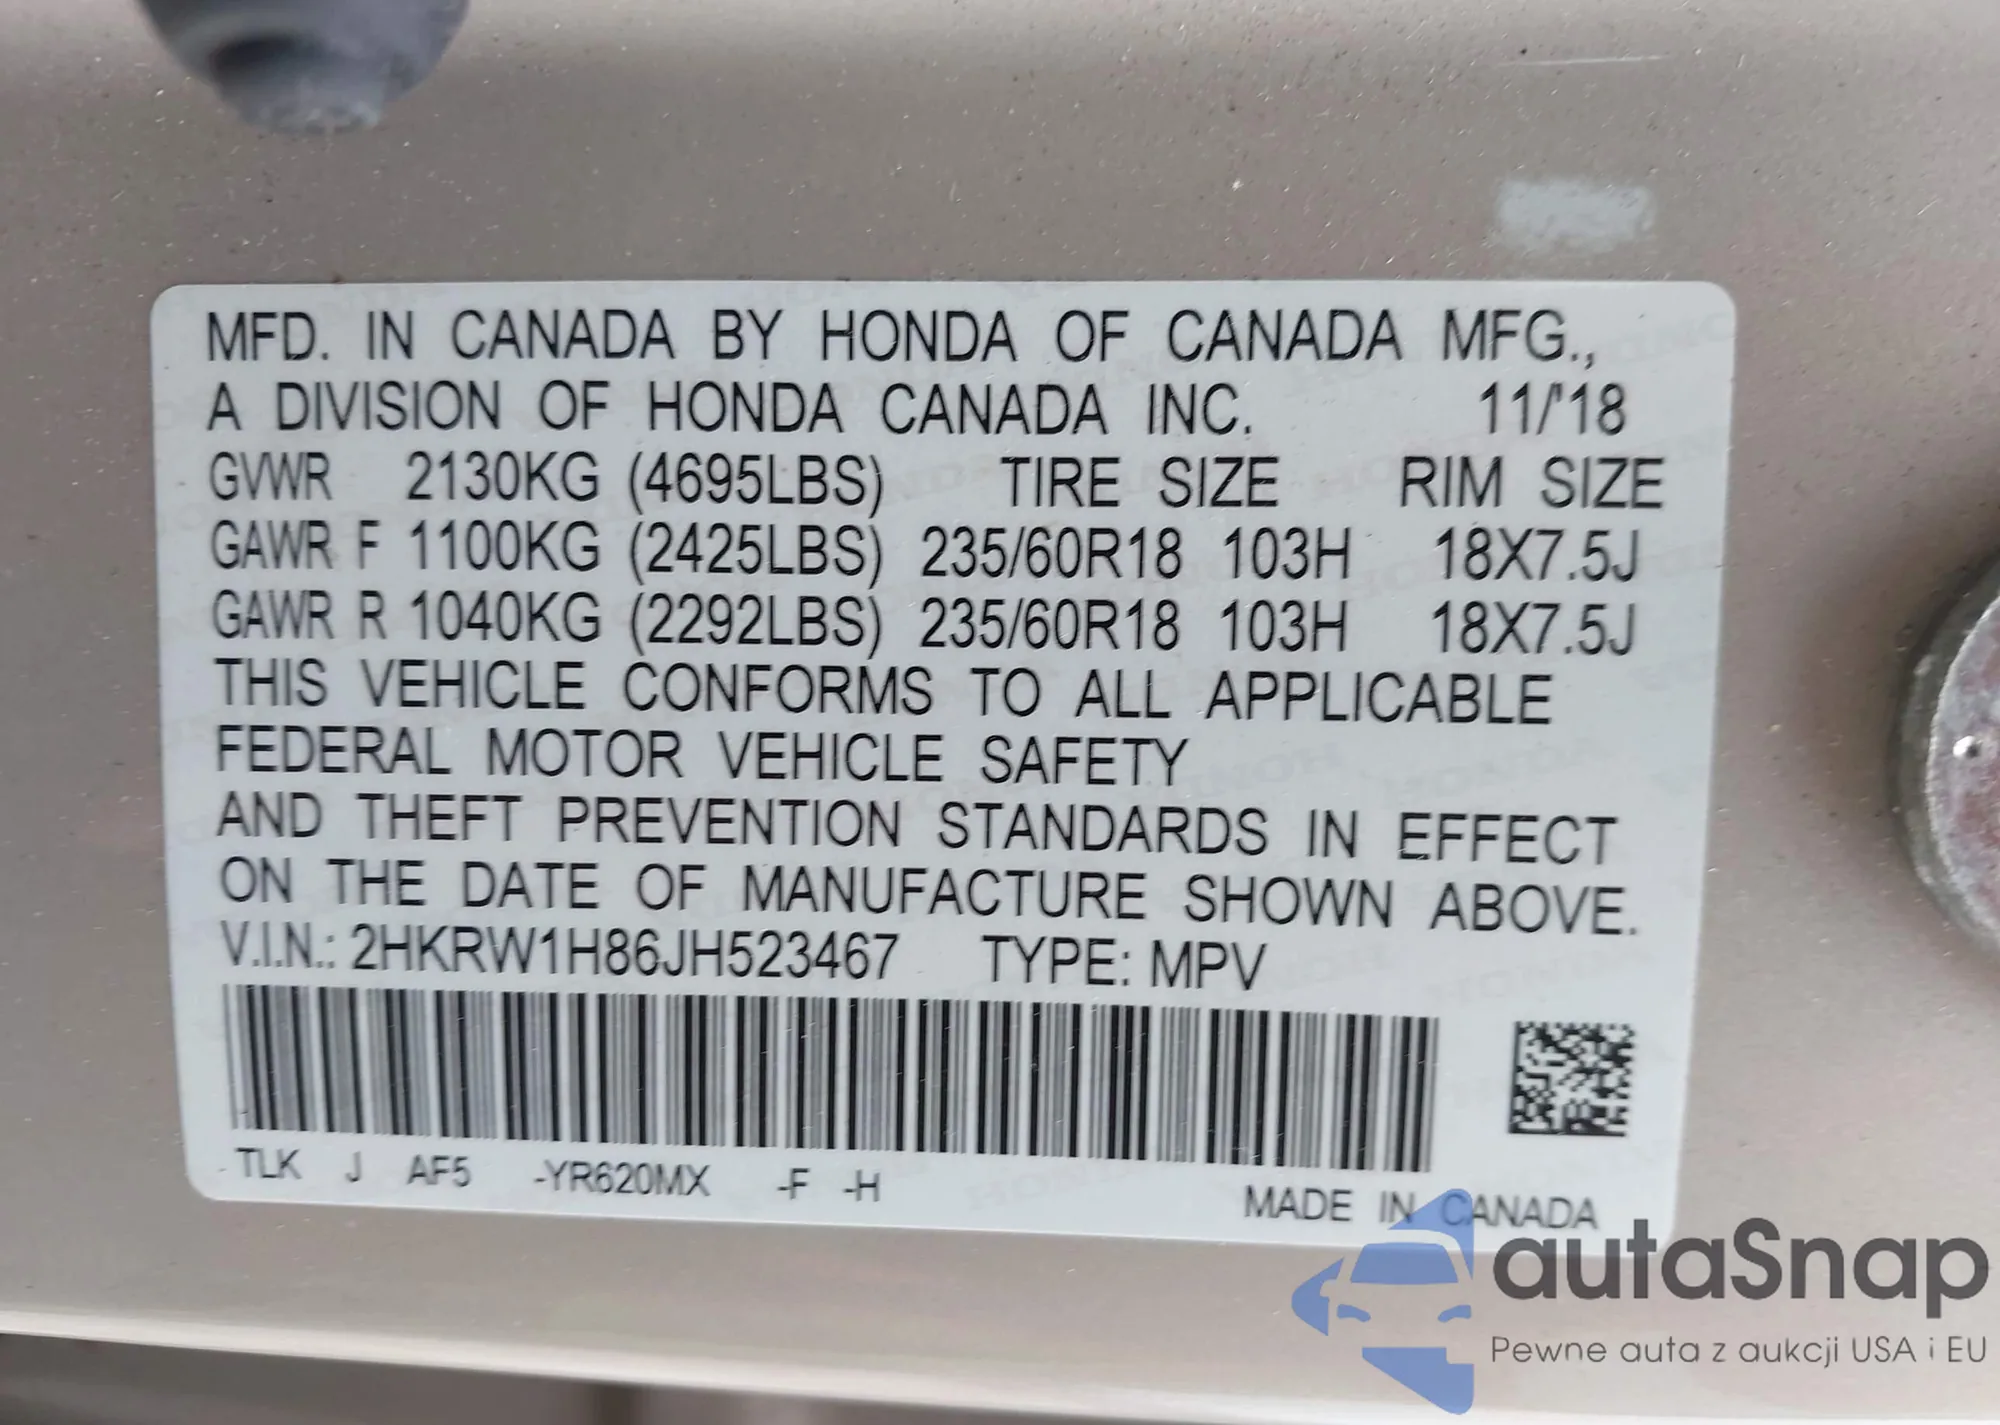 MFD. IN CANADA BY HONDA OF CANADA MFG.,
A DIVISION OF HONDA CANADA INC. 11/'18
GVWR 2130KG (4695LBS) TIRE SIZE RIM SIZE
GAWR F 1100KG (2425LBS) 235/60R18 103H 18X7.5J
GAWR R 1040KG (2292LBS) 235/60R18 103H 18X7.5J
THIS VEHICLE CONFORMS TO ALL APPLICABLE
FEDERAL MOTOR VEHICLE SAFETY
AND THEFT PREVENTION STANDARDS IN EFFECT
ON THE DATE OF MANUFACTURE SHOWN ABOVE.
V.I.N.: 2HKRW1H86JH523467 TYPE: MPV
TLK J AF5 -YR620MX -F -H
MADE IN CANADA
autaSnap
Pewne auta z aukcji USA i EU